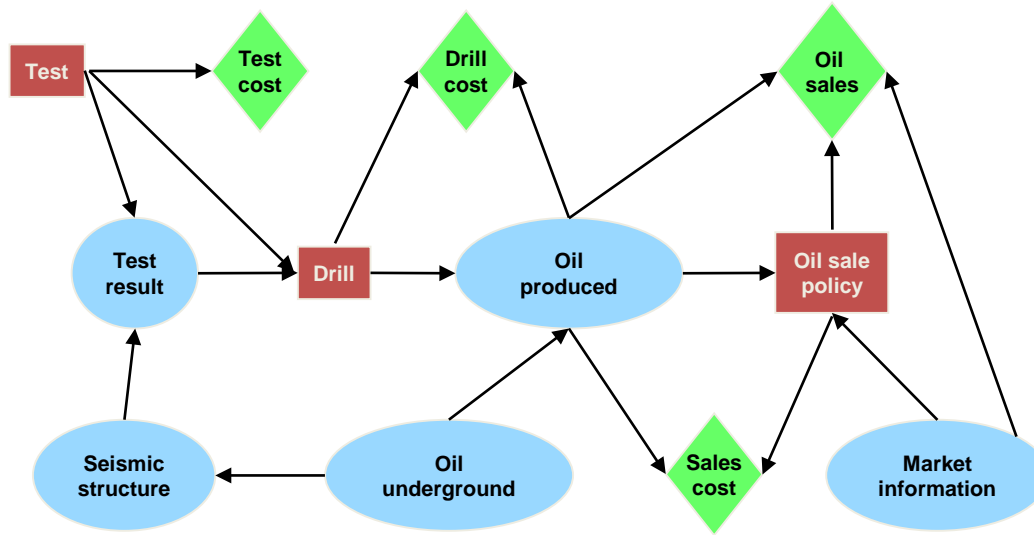 Test
Test
cost
Drill
cost
Oil
sales
Test
result
Drill
Oil
produced
Oil sale
policy
Seismic
structure
Oil
underground
Sales
cost
Market
information